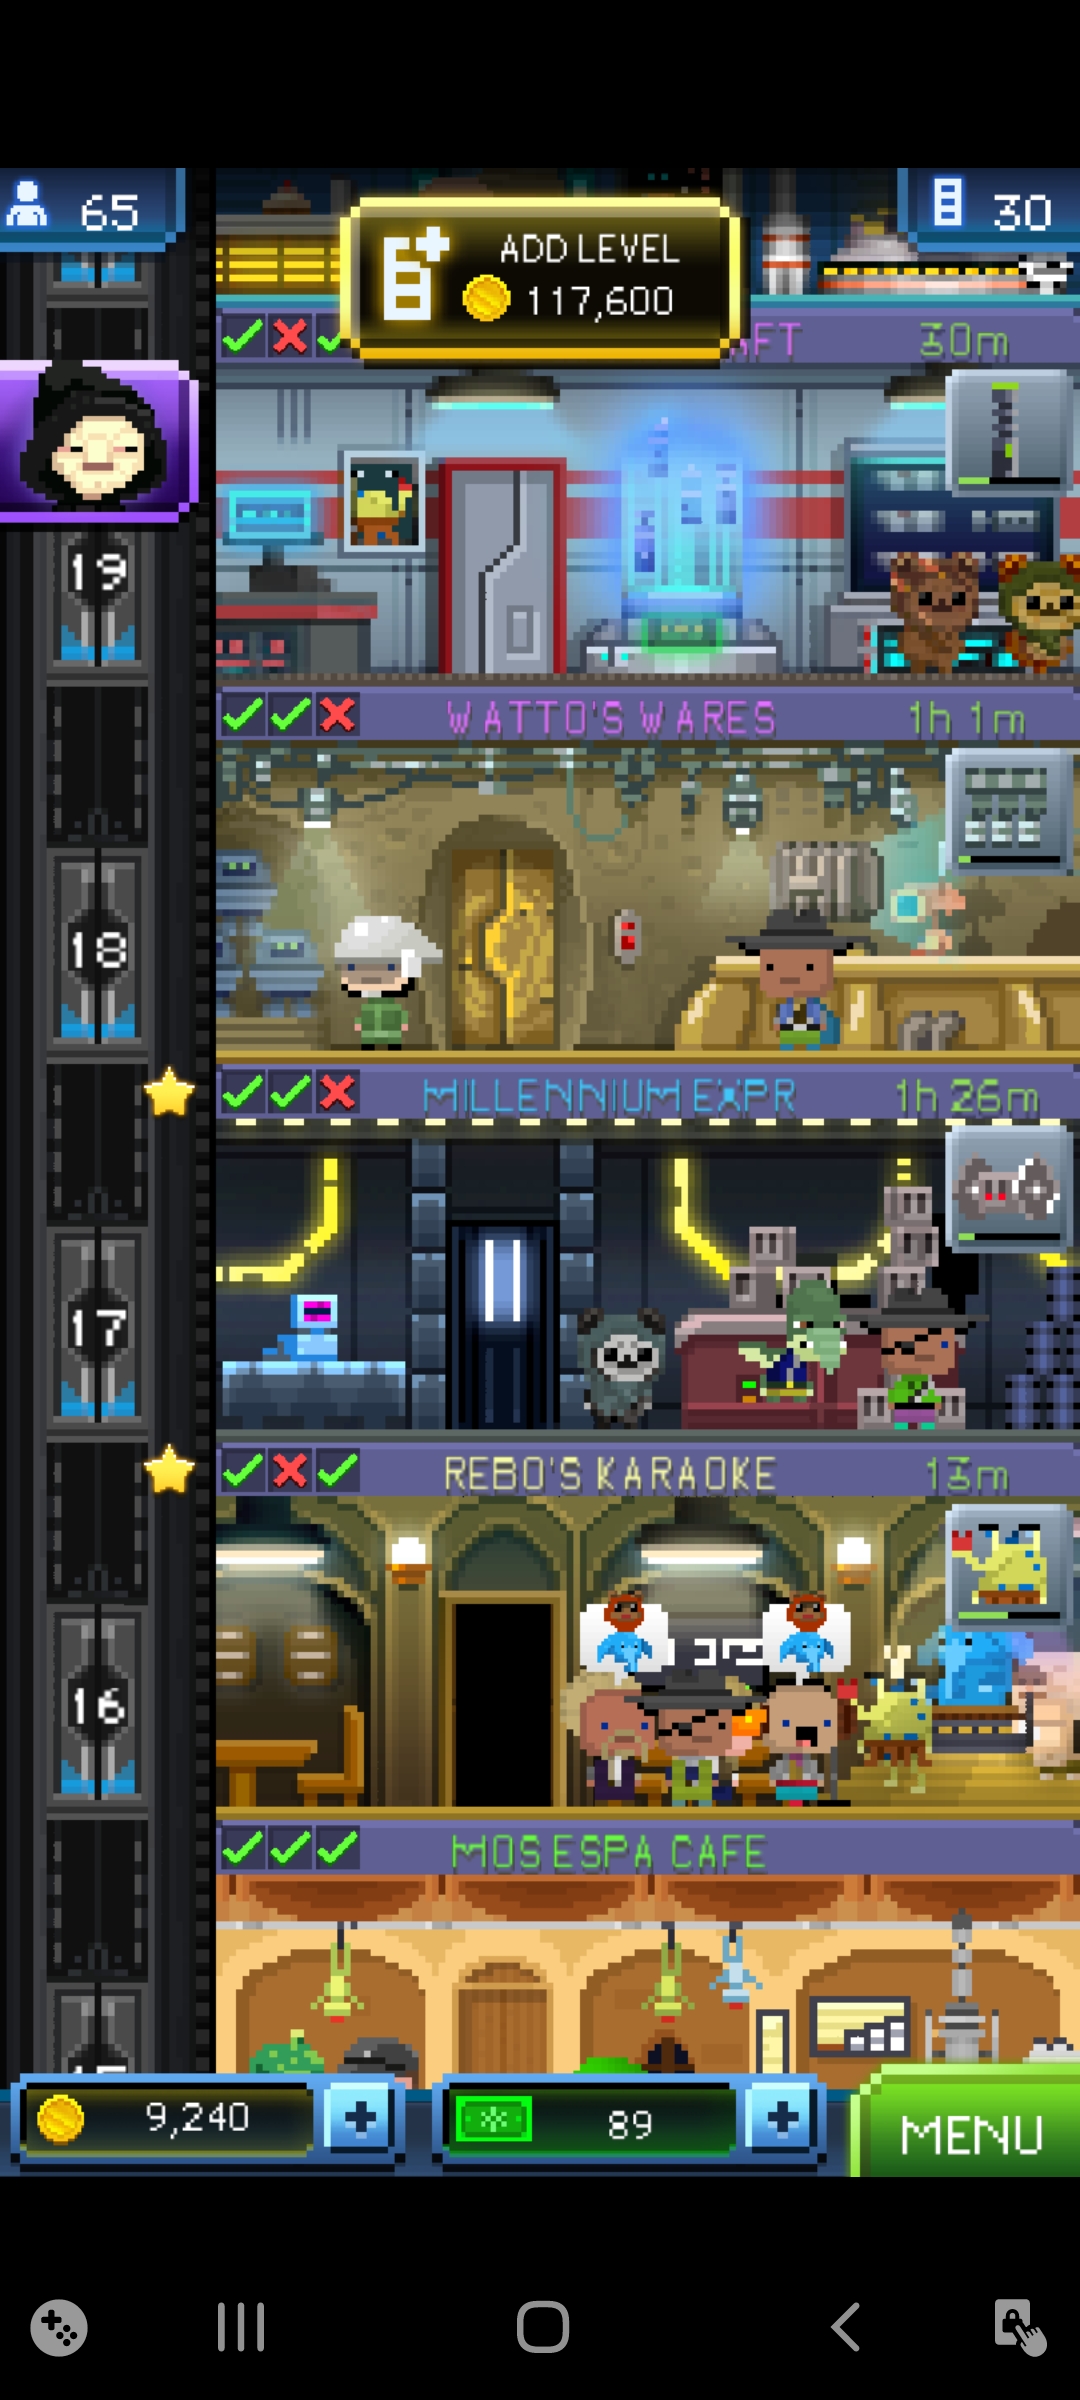 65
ADD LEVEL
117,600
30
30m
19
WATTO'S WARES
1h 1m
18
MILLENNIUM EXPR
1h 26m
17
REBO'S KARAOKE
13m
16
MOS ESPA CAFE
9,240
89
MENU